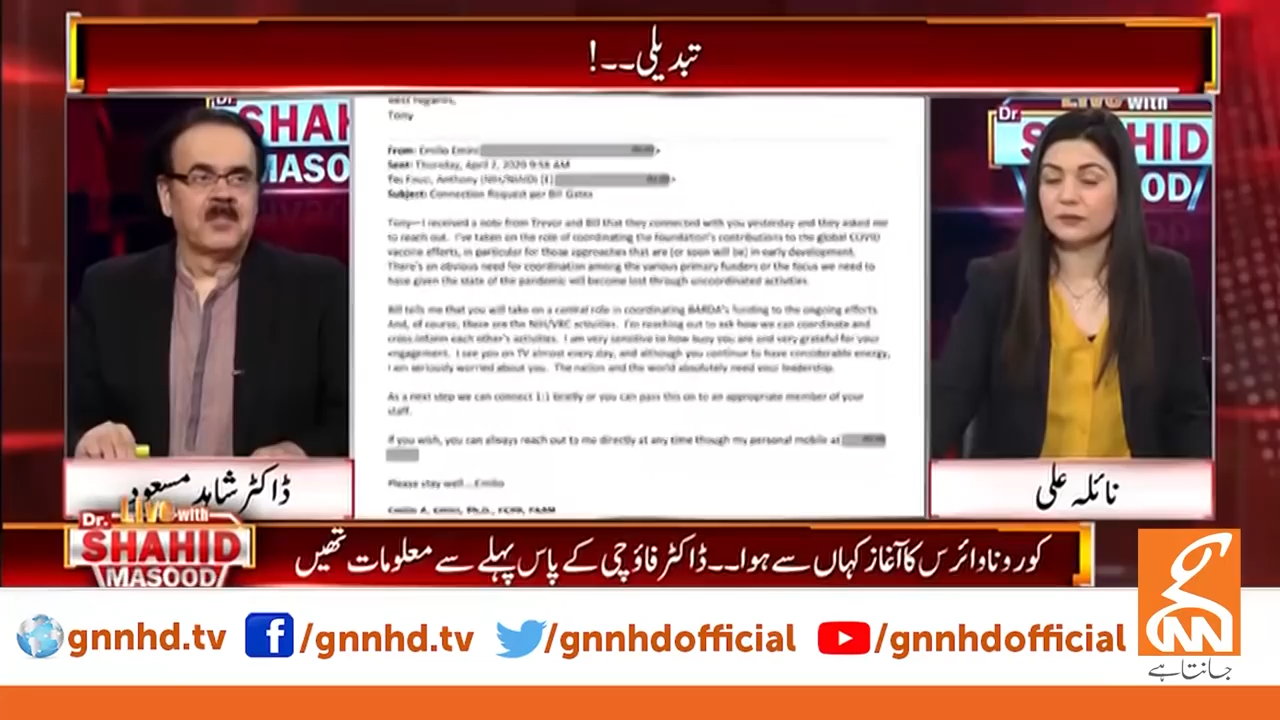 تبدیلی۔۔!
Dr.
SHAH
MASOO
LIVE with
Dr
SHAHID
MASOOD/
Best regards,
Tony
From: Emilio Emini
Sent: Thursday, April 2, 2020 9:56 AM
To: Fauci, Anthony (NIH/NIAID) [E]
Subject: Connection Request per Bill Gates
Tony—I received a note from Trevor and Bill that they connected with you yesterday and they asked me
to reach out. I've taken on the role of coordinating the foundation's contributions to the global COVID
vaccine efforts, in particular for those approaches that are (or soon will be) in early development.
There's an obvious need for coordination among the various primary funders or the focus we need to
have given the state of the pandemic will become lost through uncoordinated activities.
Bill tells me that you will take on a central role in coordinating BARDA's funding to the ongoing efforts
And, of course, these are the NIH/VRC activities. I'm reaching out to ask how we can coordinate and
cross-inform each other's activities. I am very sensitive to how busy you are and very grateful for your
engagement. I see you on TV almost every day, and although you continue to have considerable energy,
I am seriously worried about you. The nation and the world absolutely need your leadership.
As a next step we can connect 1:1 briefly or you can pass this on to an appropriate member of your
staff.
If you wish, you can always reach out to me directly at any time though my personal mobile at
Please stay well...Emilio
Emilio A. Emini, Ph.D., FCPP, FAAM
ڈاکٹر شاہد مسعود
نائلہ علی
LIVE with
Dr.
SHAHID
MASOOD
کورونا وائرس کا آغاز کہاں سے ہوا۔۔ڈاکٹر فاؤچی کے پاس پہلے سے معلومات تھیں
gnnhd.tv
/gnnhd.tv
/gnnhdofficial
/gnnhdofficial
GNN
جانتا ہے